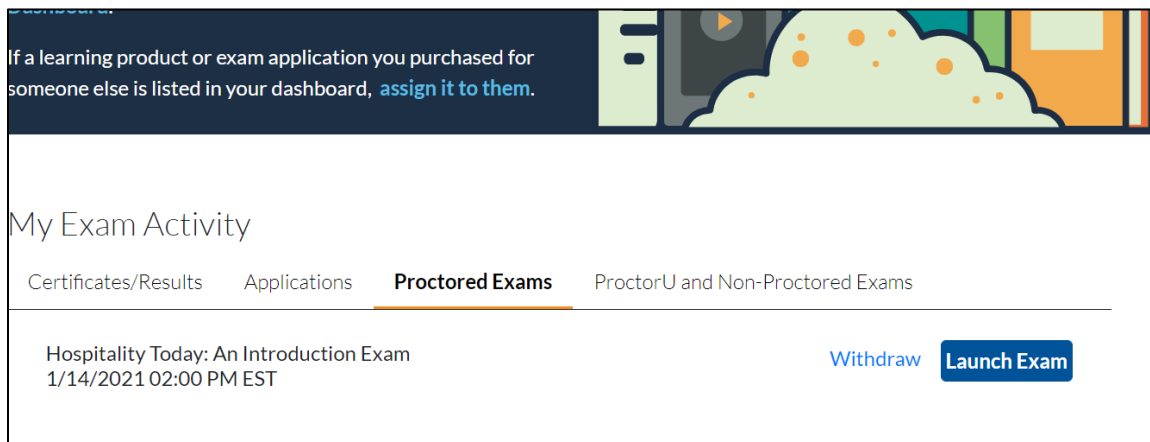 Dashboard.
If a learning product or exam application you purchased for
someone else is listed in your dashboard, assign it to them.
My Exam Activity
Certificates/Results Applications Proctored Exams ProctorU and Non-Proctored Exams
Hospitality Today: An Introduction Exam
1/14/2021 02:00 PM EST
Withdraw Launch Exam